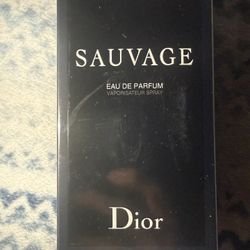 SAUVAGE
EAU DE PARFUM
VAPORISATEUR SPRAY
Dior